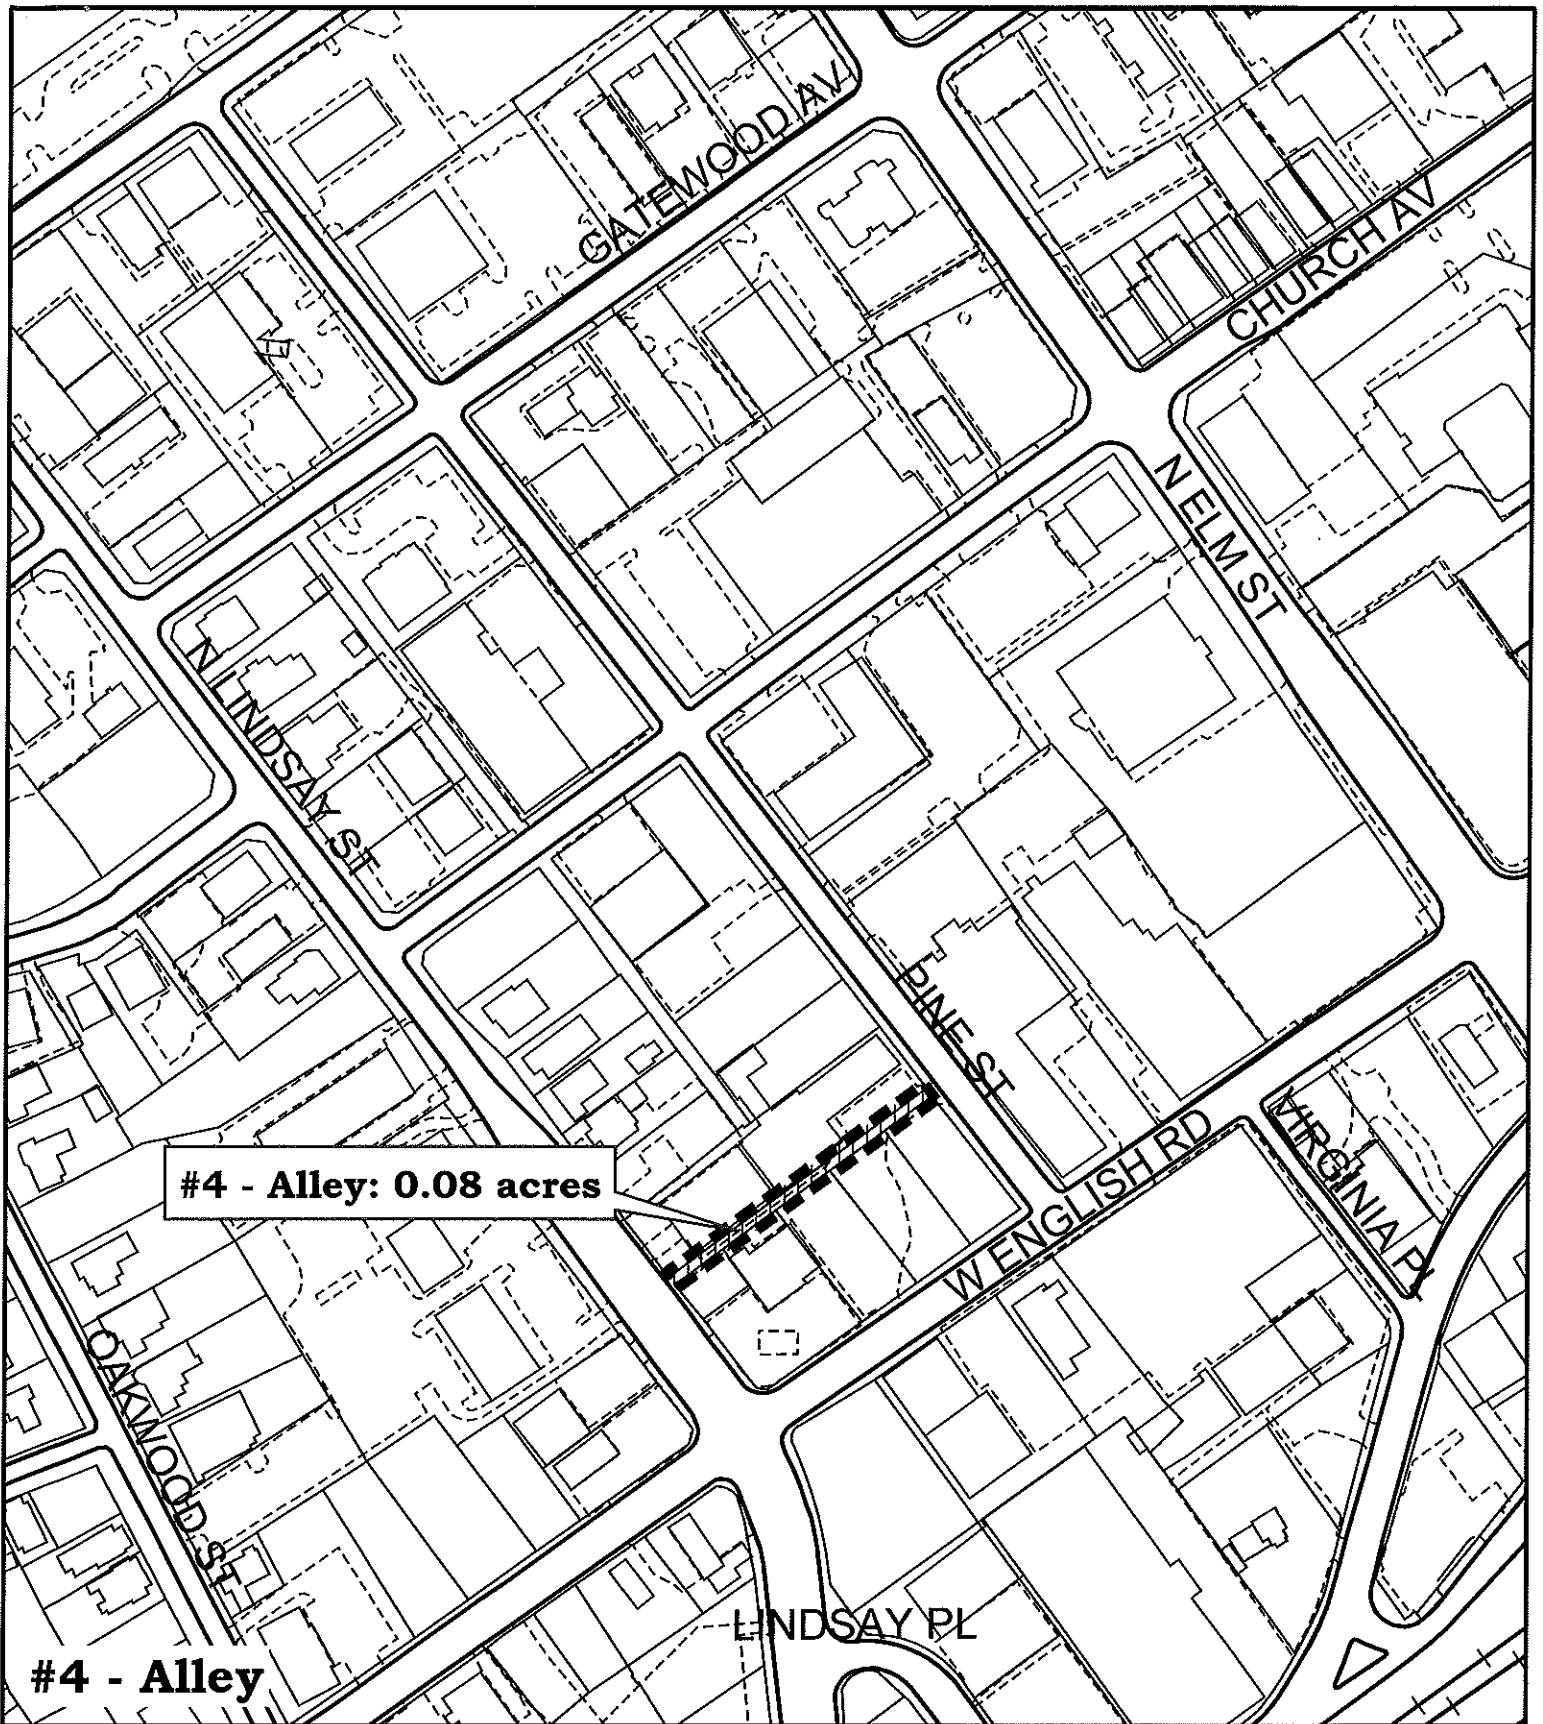 GATEWOOD AV
CHURCH AV
N ELM ST
N LINDSAY ST
PINE ST
W ENGLISH RD
VIRGINIA PL
#4 - Alley: 0.08 acres
OAKWOOD ST
LINDSAY PL
#4 - Alley